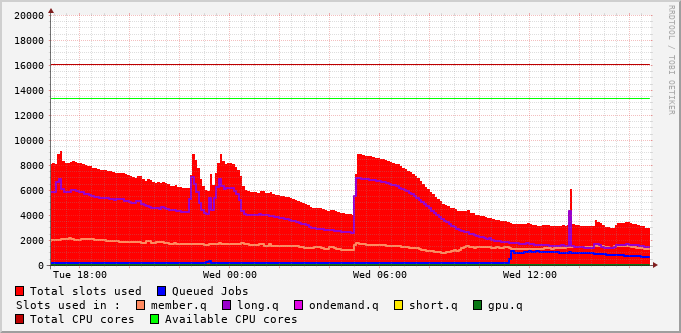 20000
18000
16000
14000
12000
10000
8000
6000
4000
2000
0
Tue 18:00 Wed 00:00 Wed 06:00 Wed 12:00
Total slots used Queued Jobs
Slots used in : member.q long.q ondemand.q short.q gpu.q
Total CPU cores Available CPU cores
RRDTOOL / TOBI OETIKER